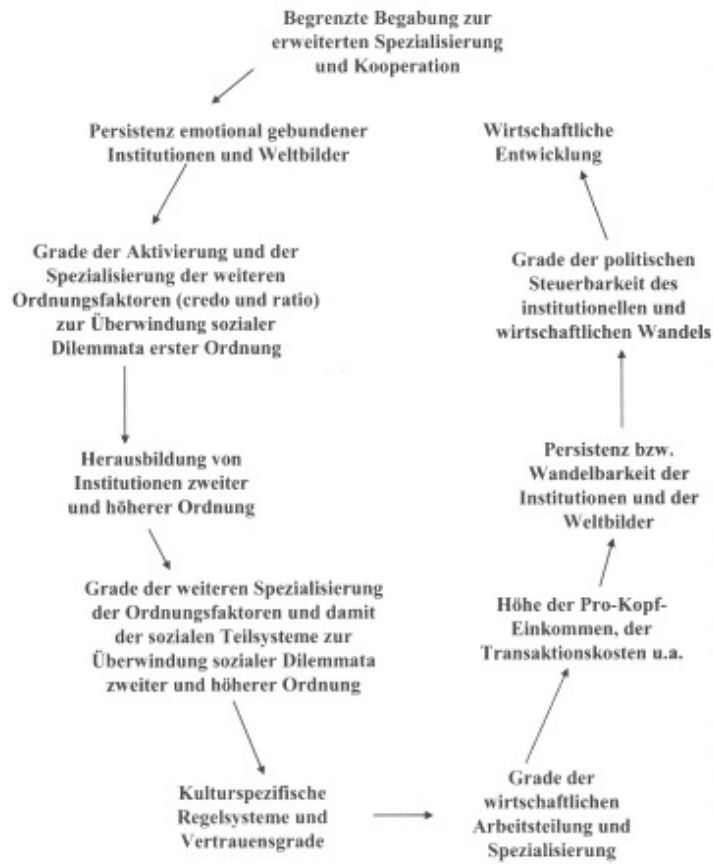 Begrenzte Begabung zur
erweiterten Spezialisierung
und Kooperation
Persistenz emotional gebundener
Institutionen und Weltbilder
Grade der Aktivierung und der
Spezialisierung der weiteren
Ordnungsfaktoren (credo und ratio)
zur Überwindung sozialer
Dilemmata erster Ordnung
Herausbildung von
Institutionen zweiter
und höherer Ordnung
Grade der weiteren Spezialisierung
der Ordnungsfaktoren und damit
der sozialen Teilsysteme zur
Überwindung sozialer Dilemmata
zweiter und höherer Ordnung
Kulturspezifische
Regelsysteme und
Vertrauensgrade
Grade der
wirtschaftlichen
Arbeitsteilung und
Spezialisierung
Höhe der Pro-Kopf-
Einkommen, der
Transaktionskosten u.a.
Persistenz bzw.
Wandelbarkeit der
Institutionen und der
Weltbilder
Grade der politischen
Steuerbarkeit des
institutionellen und
wirtschaftlichen Wandels
Wirtschaftliche
Entwicklung